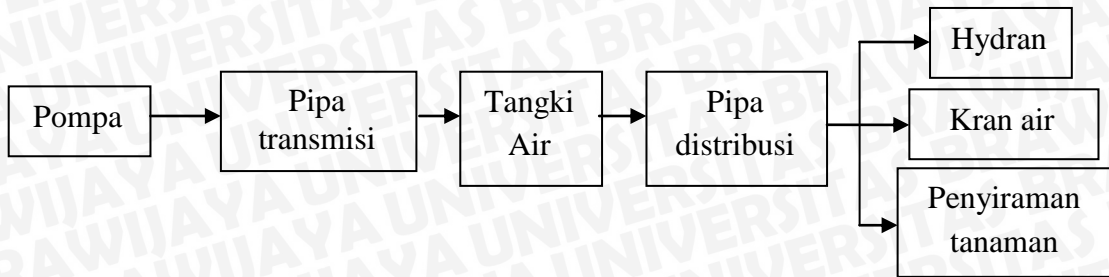 Pompa
Pipa
transmisi
Tangki
Air
Pipa
distribusi
Hydran
Kran air
Penyiraman
tanaman